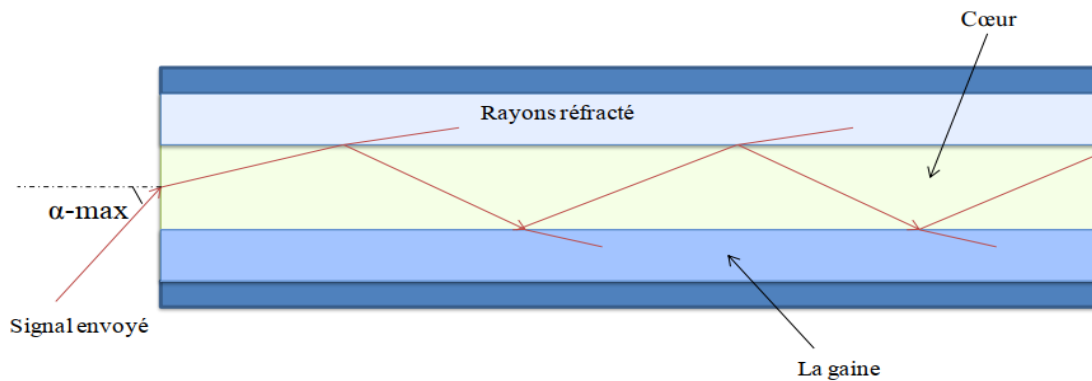 Cœur
Rayons réfracté
α-max
Signal envoyé
La gaine